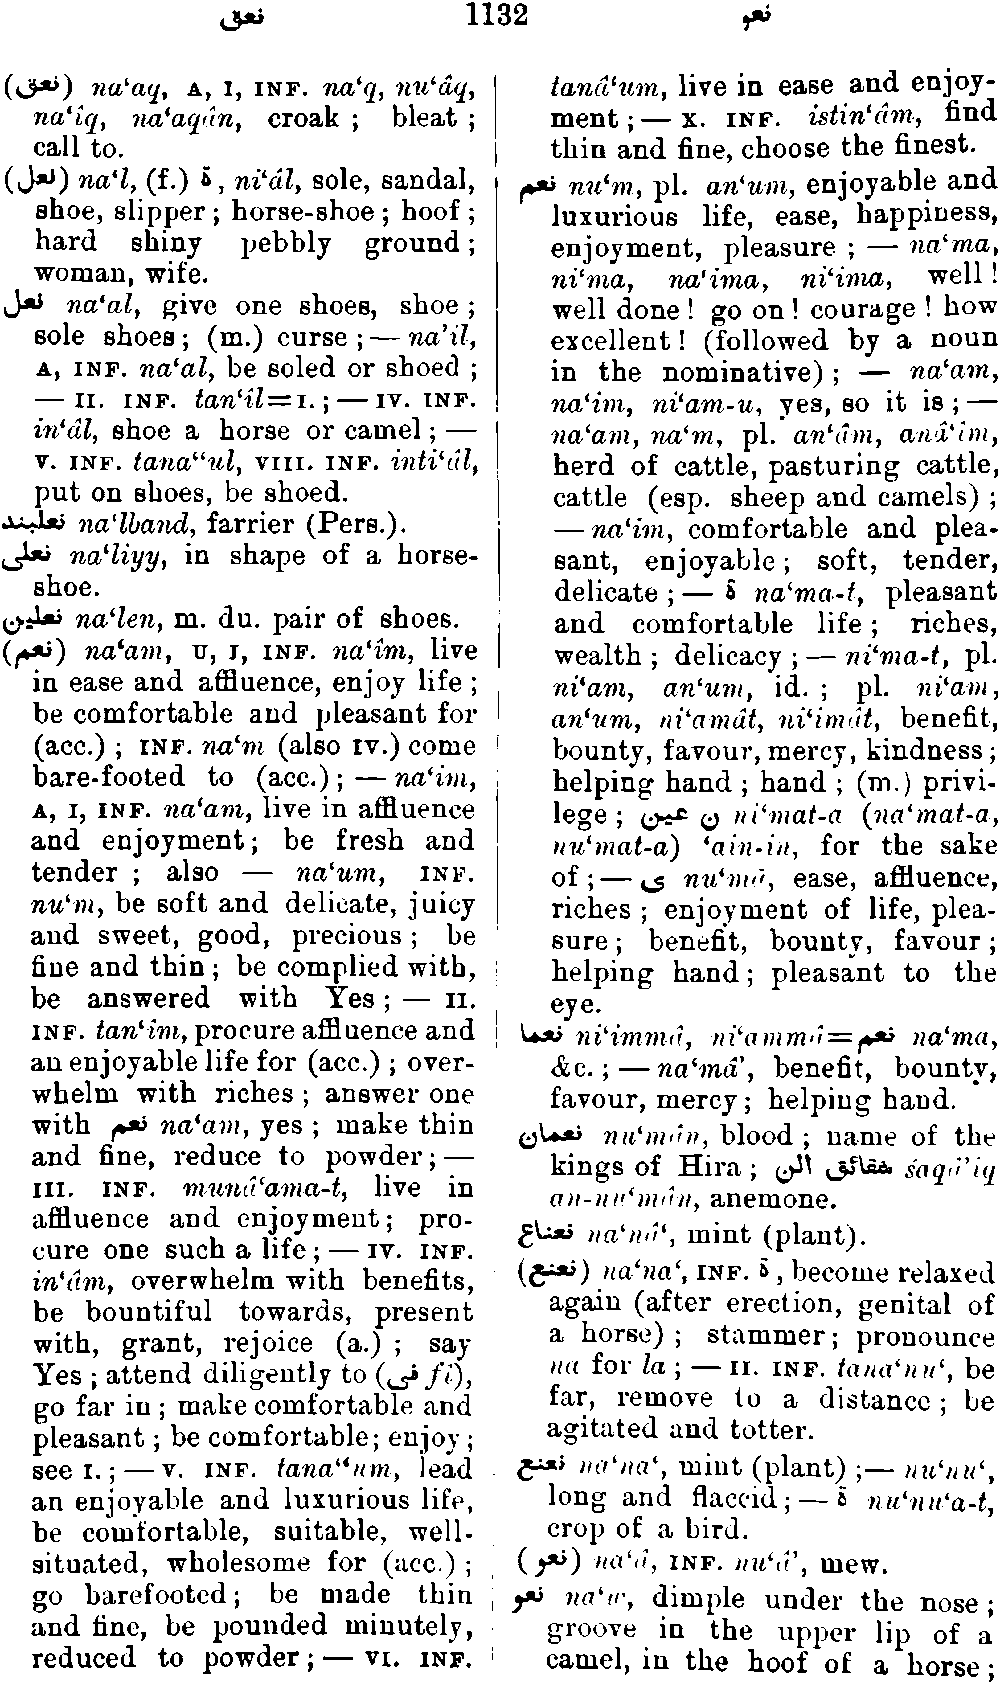 نعق 1132 نعو
(نعق) na‘aq, A, I, INF. na‘q, nu‘âq,
na‘îq, na‘aqân, croak ; bleat ;
call to.
(نعل) na‘l, (f.) ة, ni‘âl, sole, sandal,
shoe, slipper ; horse-shoe ; hoof ;
hard shiny pebbly ground ;
woman, wife.
نعل na‘al, give one shoes, shoe ;
sole shoes ; (m.) curse ; — na’il,
A, INF. na‘al, be soled or shoed ;
— II. INF. tan‘îl=I. ; — IV. INF.
in‘âl, shoe a horse or camel ; —
V. INF. tana‘‘ul, VIII. INF. inti‘âl,
put on shoes, be shoed.
نعلبند na‘lband, farrier (Pers.).
نعلى na‘liyy, in shape of a horse-
shoe.
نعلين na‘len, m. du. pair of shoes.
(نعم) na‘am, U, I, INF. na‘îm, live
in ease and affluence, enjoy life ;
be comfortable and pleasant for
(acc.) ; INF. na‘m (also IV.) come
bare-footed to (acc.) ; — na‘im,
A, I, INF. na‘am, live in affluence
and enjoyment ; be fresh and
tender ; also — na‘um, INF.
nu‘m, be soft and delicate, juicy
and sweet, good, precious ; be
fine and thin ; be complied with,
be answered with Yes ; — II.
INF. tan‘îm, procure affluence and
an enjoyable life for (acc.) ; over-
whelm with riches ; answer one
with نعم na‘am, yes ; make thin
and fine, reduce to powder ; —
III. INF. munâ‘ama-t, live in
affluence and enjoyment ; pro-
cure one such a life ; — IV. INF.
in‘âm, overwhelm with benefits,
be bountiful towards, present
with, grant, rejoice (a.) ; say
Yes ; attend diligently to (فى fî),
go far in ; make comfortable and
pleasant ; be comfortable ; enjoy ;
see I. ; — V. INF. tana‘‘um, lead
an enjoyable and luxurious life,
be comfortable, suitable, well-
situated, wholesome for (acc.) ;
go barefooted ; be made thin
and fine, be pounded minutely,
reduced to powder ; — VI. INF.
tanâ‘um, live in ease and enjoy-
ment ; — X. INF. istin‘âm, find
thin and fine, choose the finest.
نعم nu‘m, pl. an‘um, enjoyable and
luxurious life, ease, happiness,
enjoyment, pleasure ; — na‘ma,
ni‘ma, na‘ima, ni‘ima, well !
well done ! go on ! courage ! how
excellent ! (followed by a noun
in the nominative) ; — na‘am,
na‘im, ni‘am-u, yes, so it is ; —
na‘am, na‘m, pl. an‘âm, anâ‘im,
herd of cattle, pasturing cattle,
cattle (esp. sheep and camels) ;
— na‘im, comfortable and plea-
sant, enjoyable ; soft, tender,
delicate ; — ة na‘ma-t, pleasant
and comfortable life ; riches,
wealth ; delicacy ; — ni‘ma-t, pl.
ni‘am, an‘um, id. ; pl. ni‘am,
an‘um, ni‘amât, ni‘imât, benefit,
bounty, favour, mercy, kindness ;
helping hand ; hand ; (m.) privi-
lege ; ن عين ni‘mat-a (na‘mat-a,
nu‘mat-a) ‘ain-in, for the sake
of ; — ى nu‘mâ, ease, affluence,
riches ; enjoyment of life, plea-
sure ; benefit, bounty, favour ;
helping hand ; pleasant to the
eye.
نعما ni‘immâ, ni‘ammâ=نعم na‘ma,
&c. ; — na‘mâ’, benefit, bounty,
favour, mercy ; helping hand.
نعمان nu‘mân, blood ; name of the
kings of Hira ; شقائق الن śaqâ’iq
an-nu‘mân, anemone.
نعناع na‘nâ‘, mint (plant).
(نعنع) na‘na‘, INF. ة, become relaxed
again (after erection, genital of
a horse) ; stammer ; pronounce
na for la ; — II. INF. tana‘nu‘, be
far, remove to a distance ; be
agitated and totter.
نعنع na‘na‘, mint (plant) ;— nu‘nu‘,
long and flaccid ; — ة nu‘nu‘a-t,
crop of a bird.
(نعو) na‘â, INF. nu‘â’, mew.
نعو na‘w, dimple under the nose ;
groove in the upper lip of a
camel, in the hoof of a horse ;